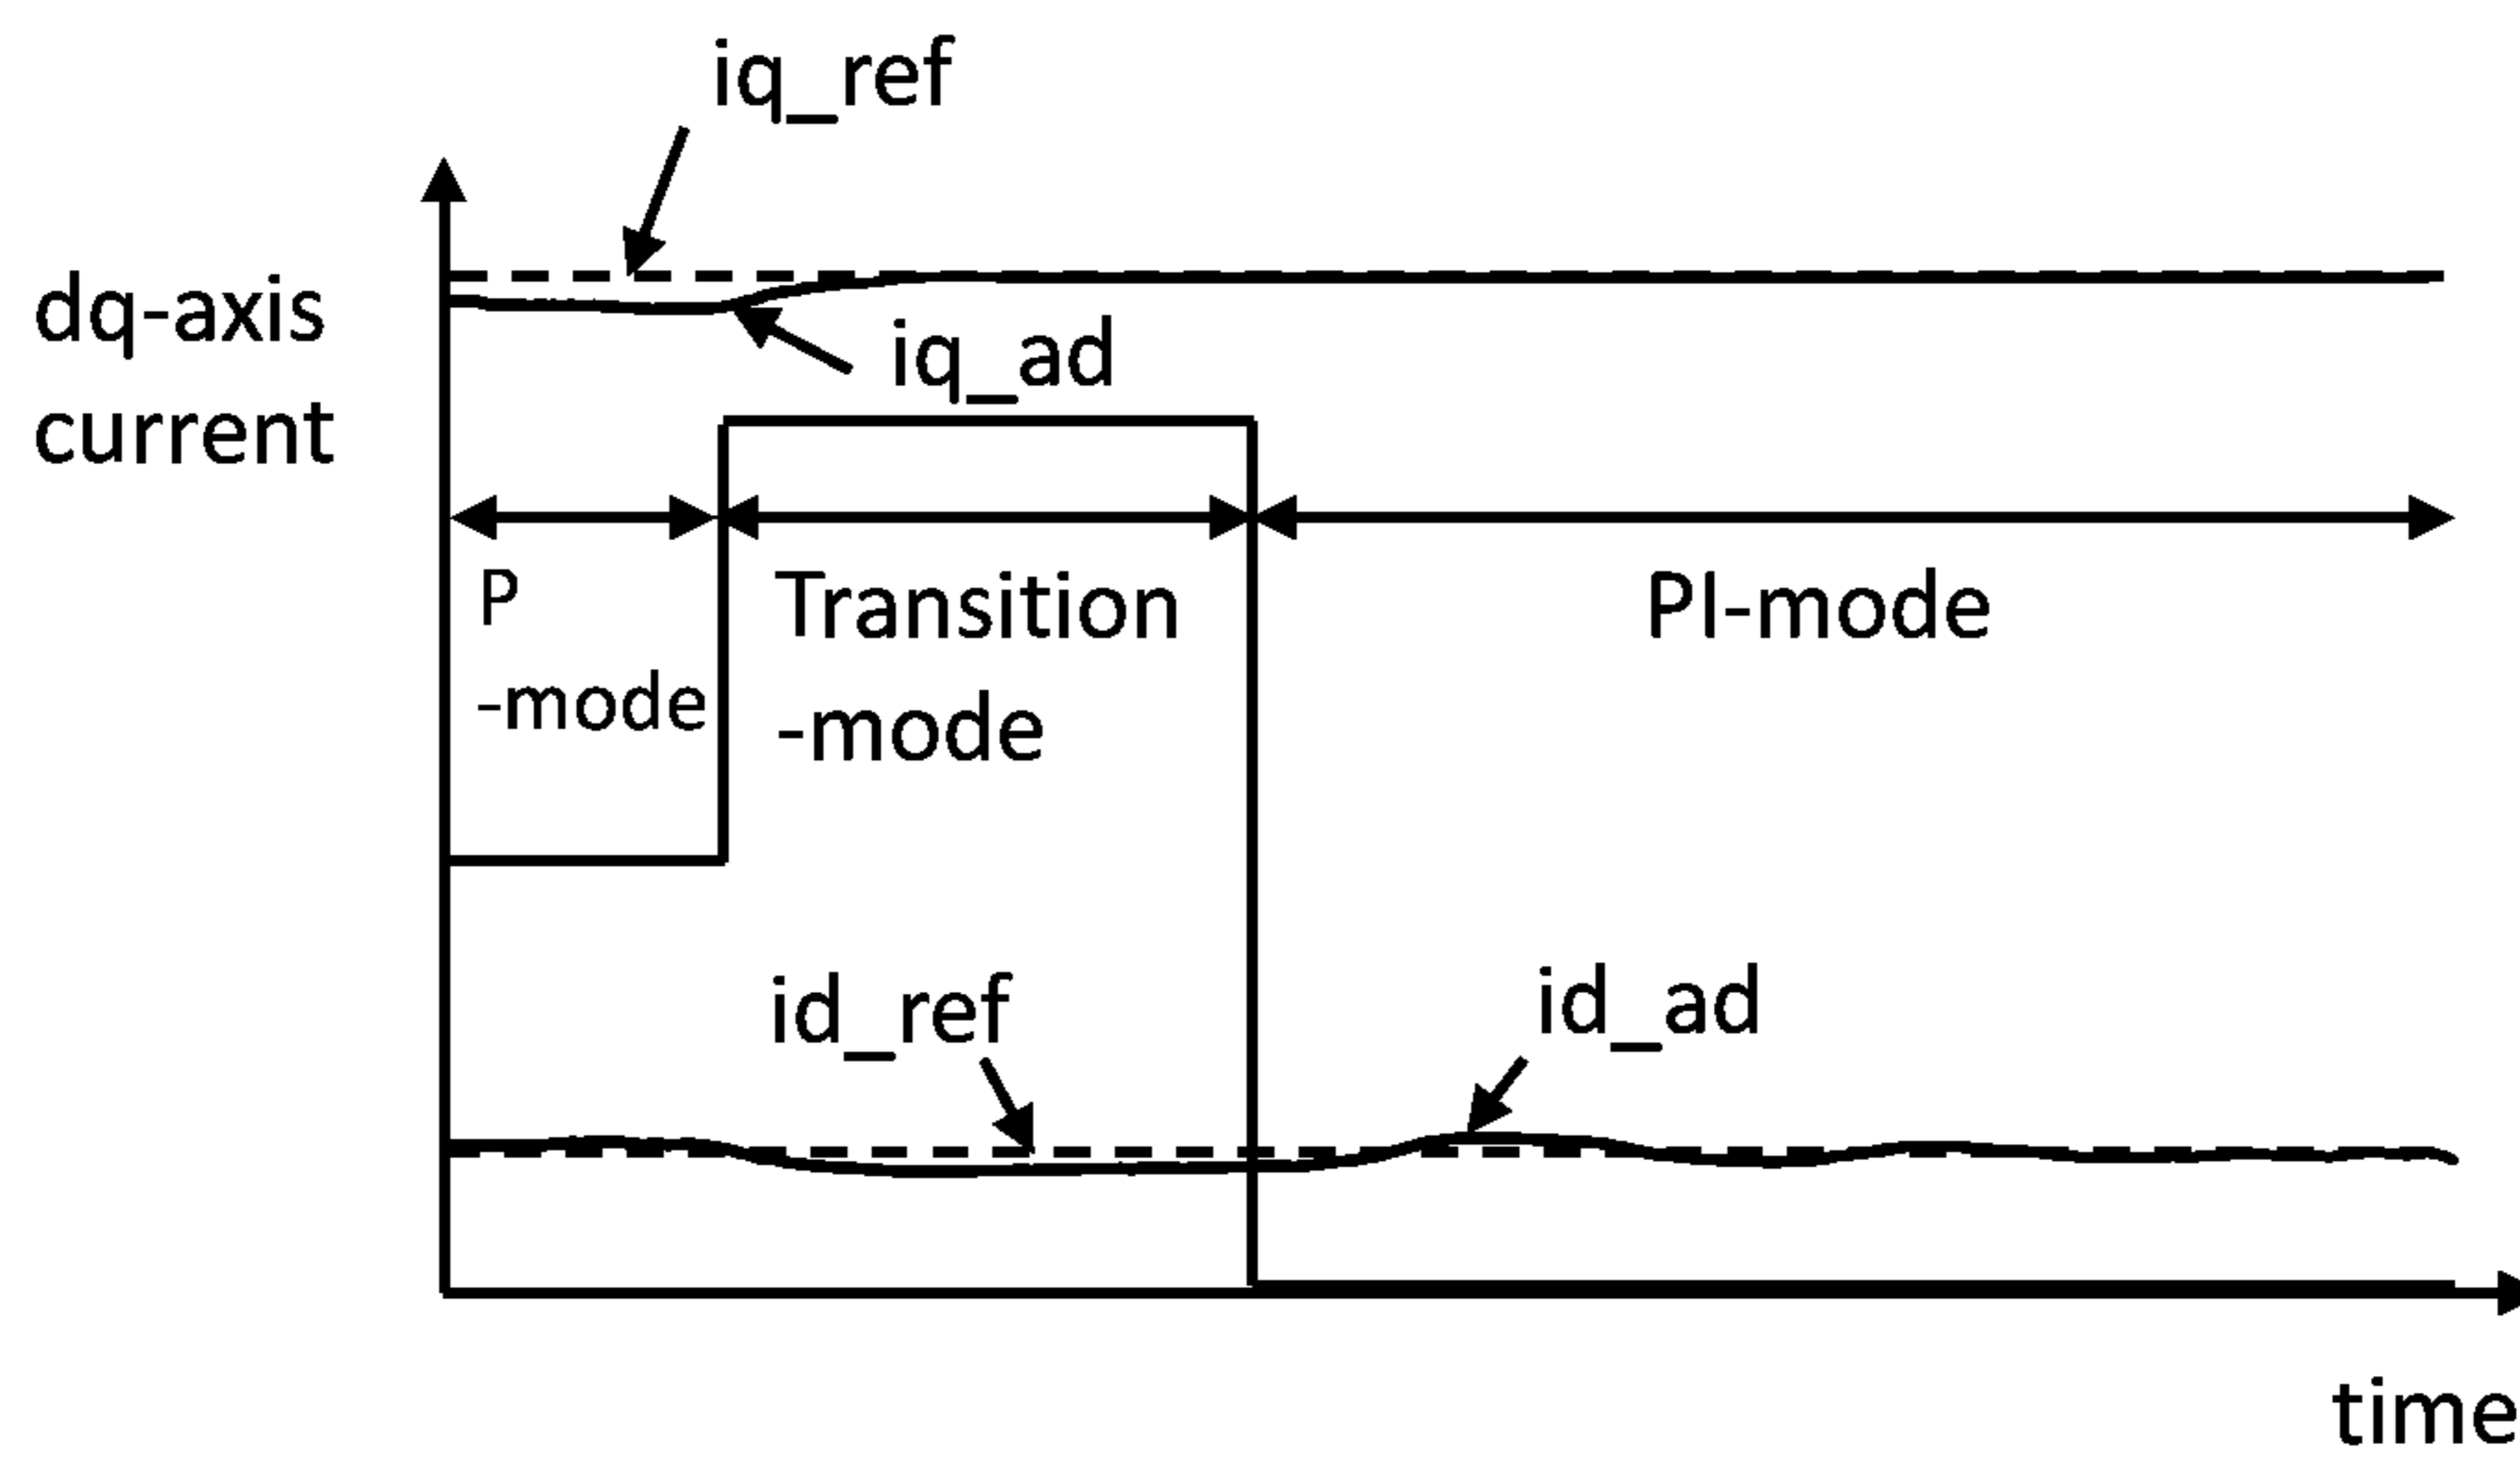 iq_ref
dq-axis
current
iq_ad
P
-mode
Transition
-mode
PI-mode
id_ref
id_ad
time